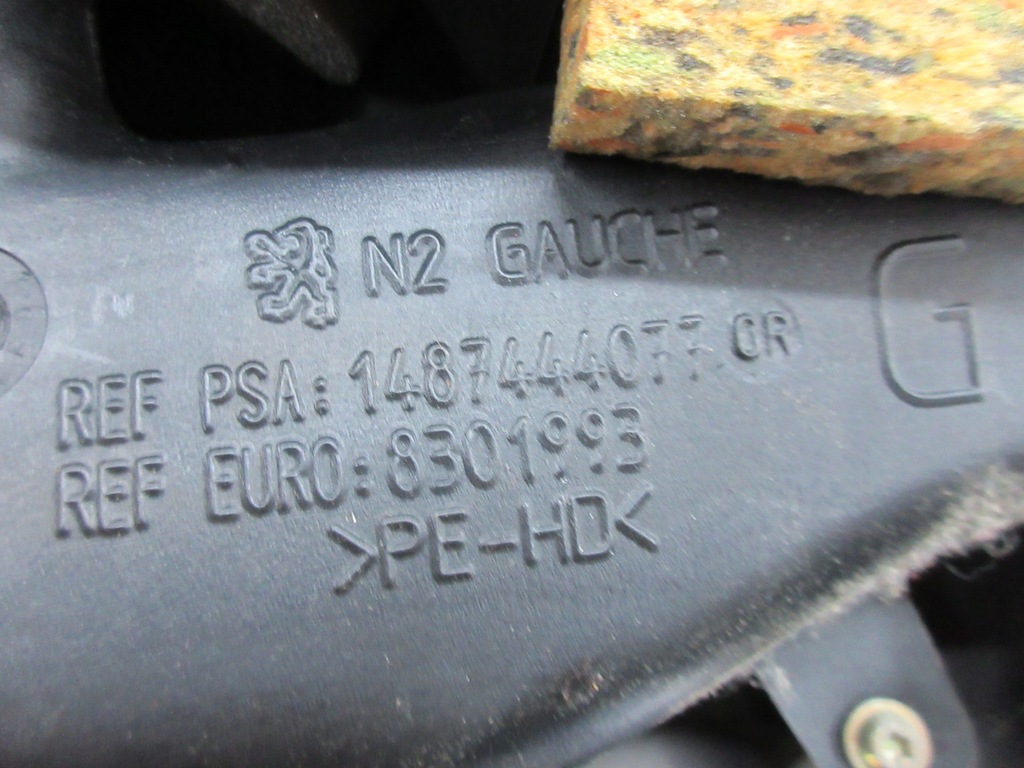 N2 GAUCHE
G
REF PSA: 1487444077 OR
REF EURO: 8301993
>PE-HD<